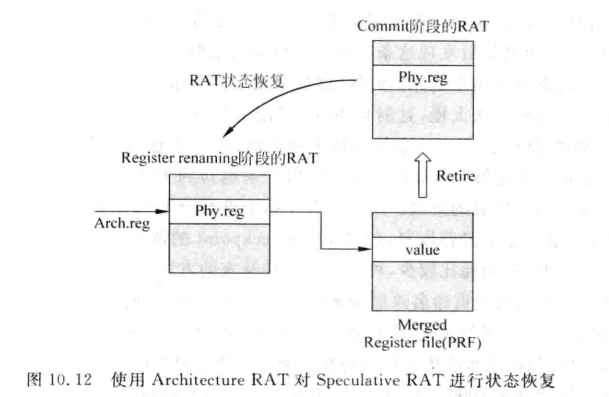 Commit阶段的RAT
Phy.reg
RAT状态恢复
Register renaming阶段的RAT
Retire
Phy.reg
Arch.reg
value
Merged
Register file(PRF)
图 10.12 使用 Architecture RAT 对 Speculative RAT 进行状态恢复